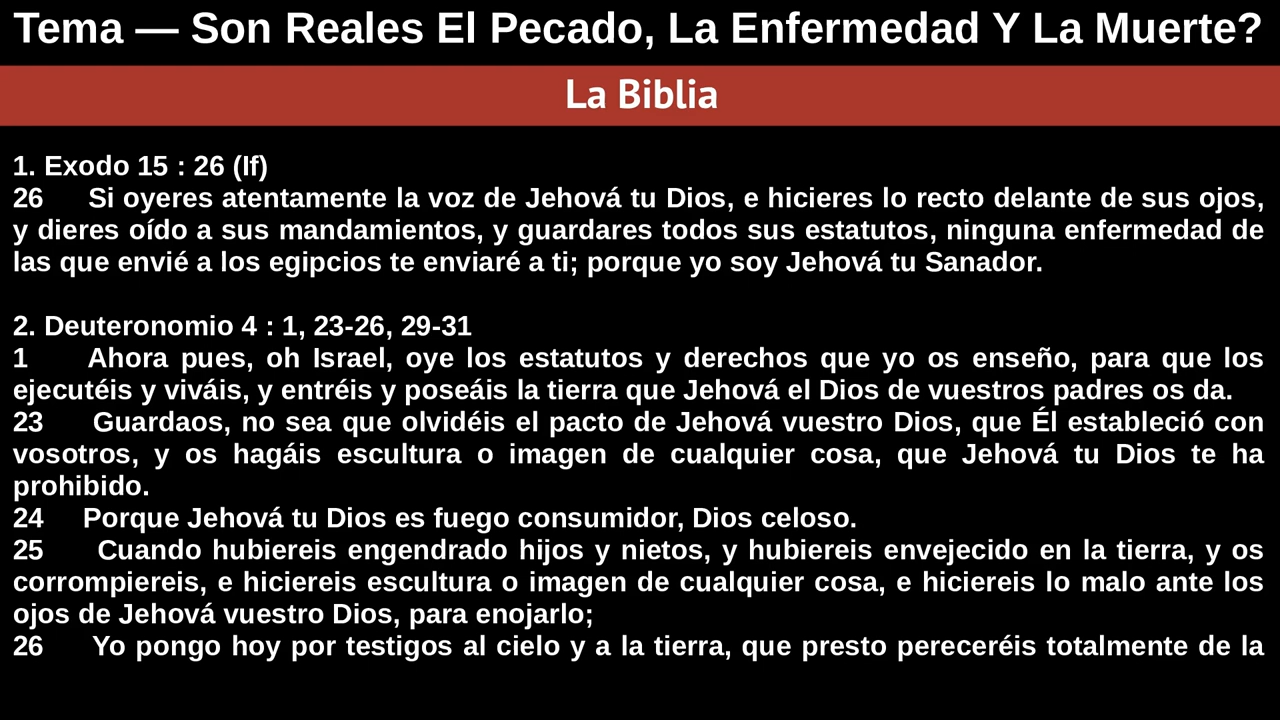 Tema — Son Reales El Pecado, La Enfermedad Y La Muerte?
La Biblia
1. Exodo 15 : 26 (If)
26 Si oyeres atentamente la voz de Jehová tu Dios, e hicieres lo recto delante de sus ojos,
y dieres oído a sus mandamientos, y guardares todos sus estatutos, ninguna enfermedad de
las que envié a los egipcios te enviaré a ti; porque yo soy Jehová tu Sanador.
2. Deuteronomio 4 : 1, 23-26, 29-31
1 Ahora pues, oh Israel, oye los estatutos y derechos que yo os enseño, para que los
ejecutéis y viváis, y entréis y poseáis la tierra que Jehová el Dios de vuestros padres os da.
23 Guardaos, no sea que olvidéis el pacto de Jehová vuestro Dios, que Él estableció con
vosotros, y os hagáis escultura o imagen de cualquier cosa, que Jehová tu Dios te ha
prohibido.
24 Porque Jehová tu Dios es fuego consumidor, Dios celoso.
25 Cuando hubiereis engendrado hijos y nietos, y hubiereis envejecido en la tierra, y os
corrompiereis, e hiciereis escultura o imagen de cualquier cosa, e hiciereis lo malo ante los
ojos de Jehová vuestro Dios, para enojarlo;
26 Yo pongo hoy por testigos al cielo y a la tierra, que presto pereceréis totalmente de la